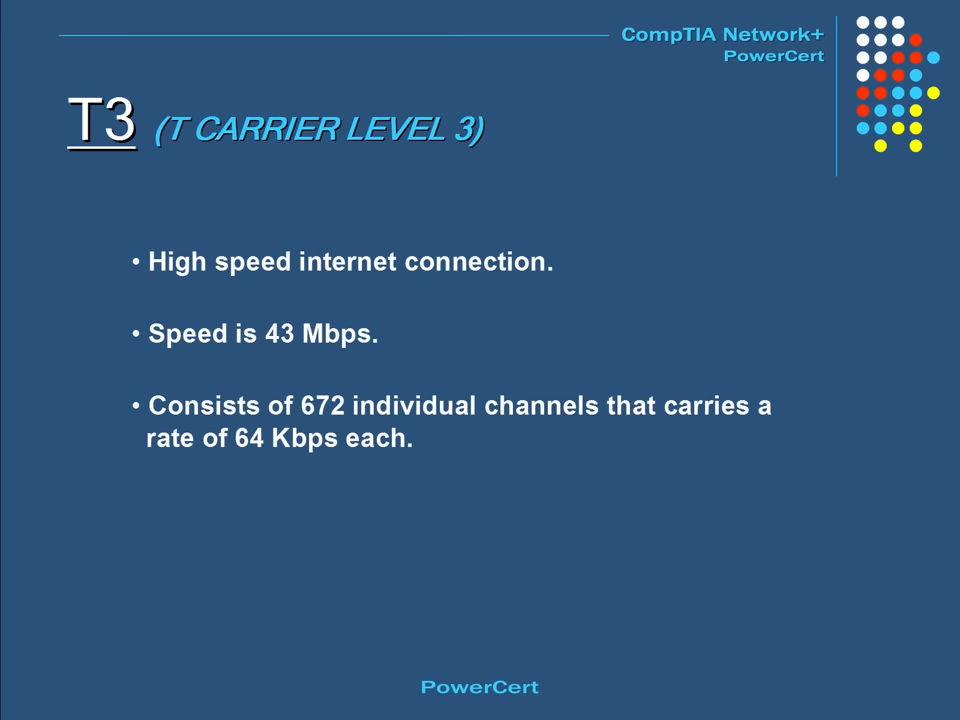 CompTIA Network+
PowerCert
T3 (T CARRIER LEVEL 3)
• High speed internet connection.
• Speed is 43 Mbps.
• Consists of 672 individual channels that carries a
rate of 64 Kbps each.
PowerCert